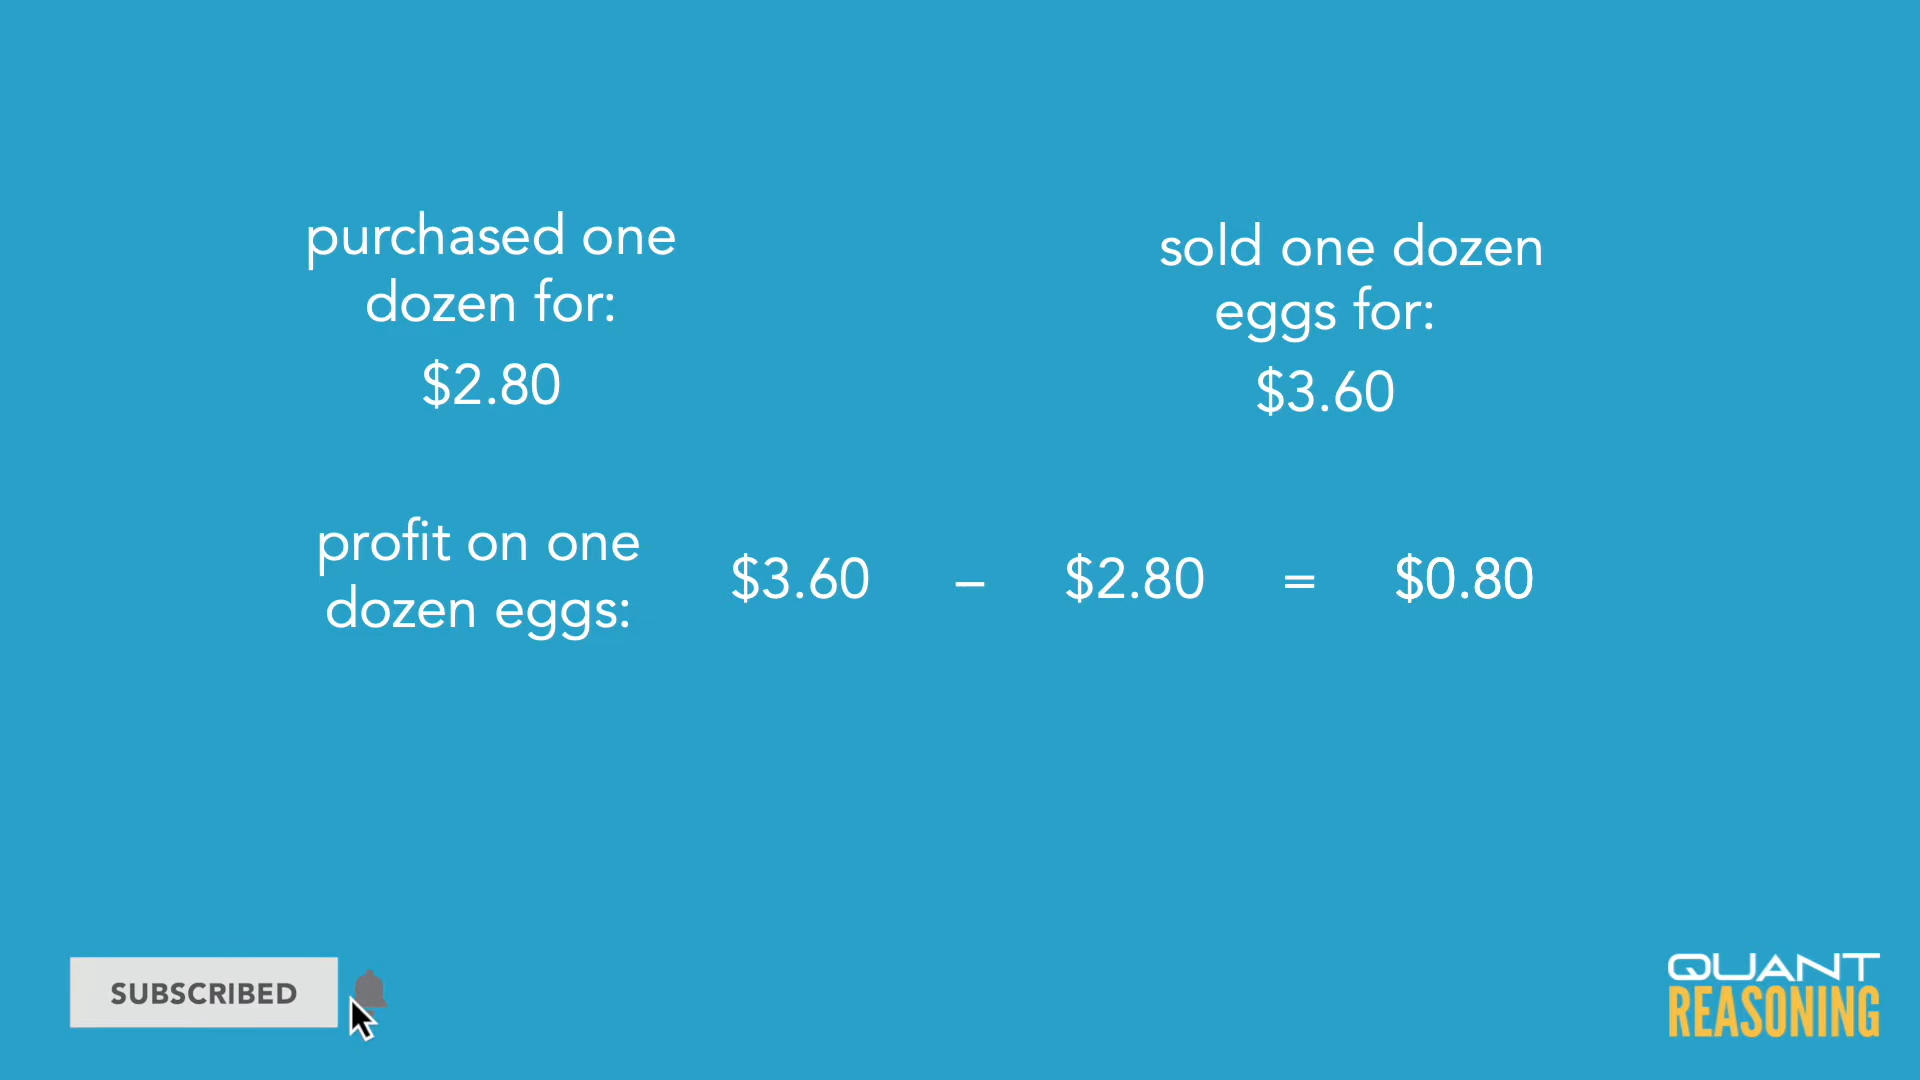 purchased one
dozen for:
$2.80
sold one dozen
eggs for:
$3.60
profit on one
dozen eggs:
$3.60 – $2.80 = $0.80
SUBSCRIBED
QUANT
REASONING